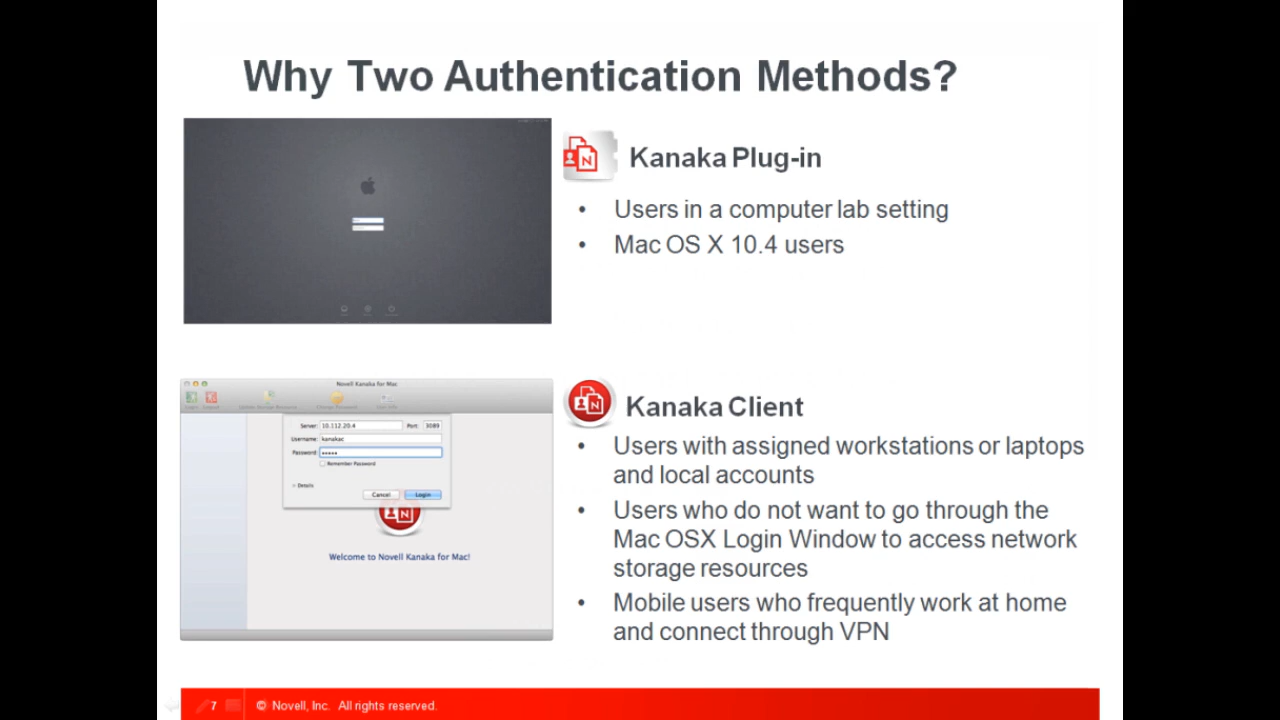 Why Two Authentication Methods?
Kanaka Plug-in
• Users in a computer lab setting
• Mac OS X 10.4 users
Novell Kanaka for Mac
Server: 10.112.20.4 Port: 3089
Username: kanakac
Password: •••••
Remember Password
Details
Cancel Login
Welcome to Novell Kanaka for Mac!
Kanaka Client
• Users with assigned workstations or laptops
and local accounts
• Users who do not want to go through the
Mac OSX Login Window to access network
storage resources
• Mobile users who frequently work at home
and connect through VPN
7 © Novell, Inc. All rights reserved.